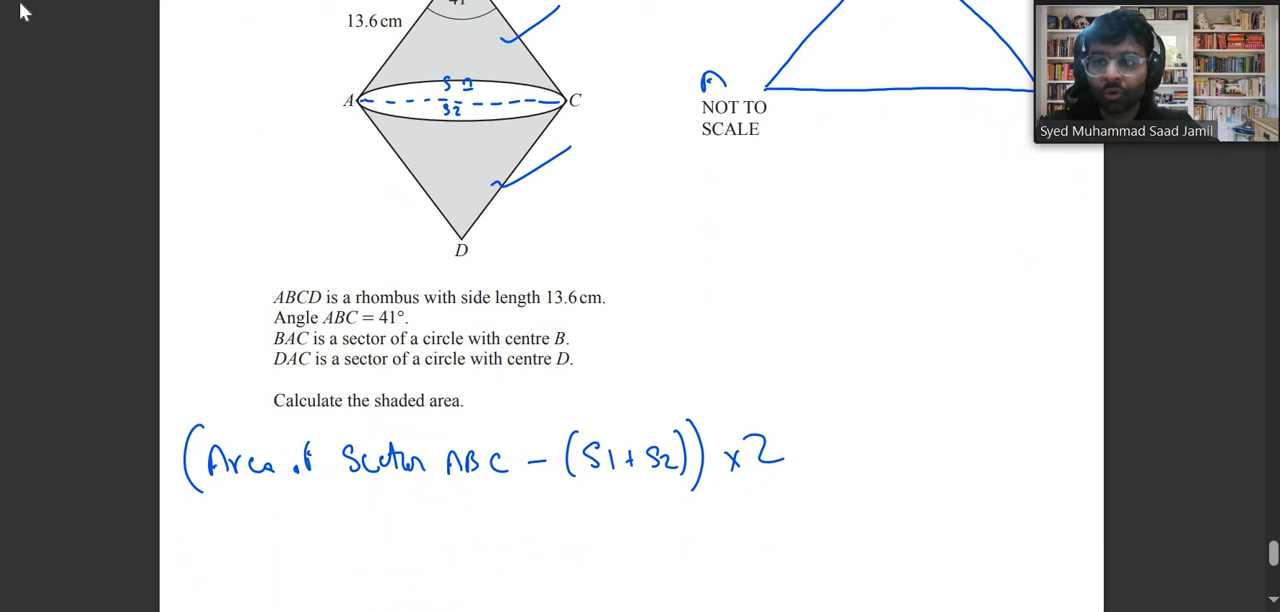 13.6 cm
A
S1
S2
C
D
A
NOT TO
SCALE
Syed Muhammad Saad Jamil
ABCD is a rhombus with side length 13.6 cm.
Angle ABC = 41°.
BAC is a sector of a circle with centre B.
DAC is a sector of a circle with centre D.
Calculate the shaded area.
(Area of Sector ABC − (S1 + S2)) × 2